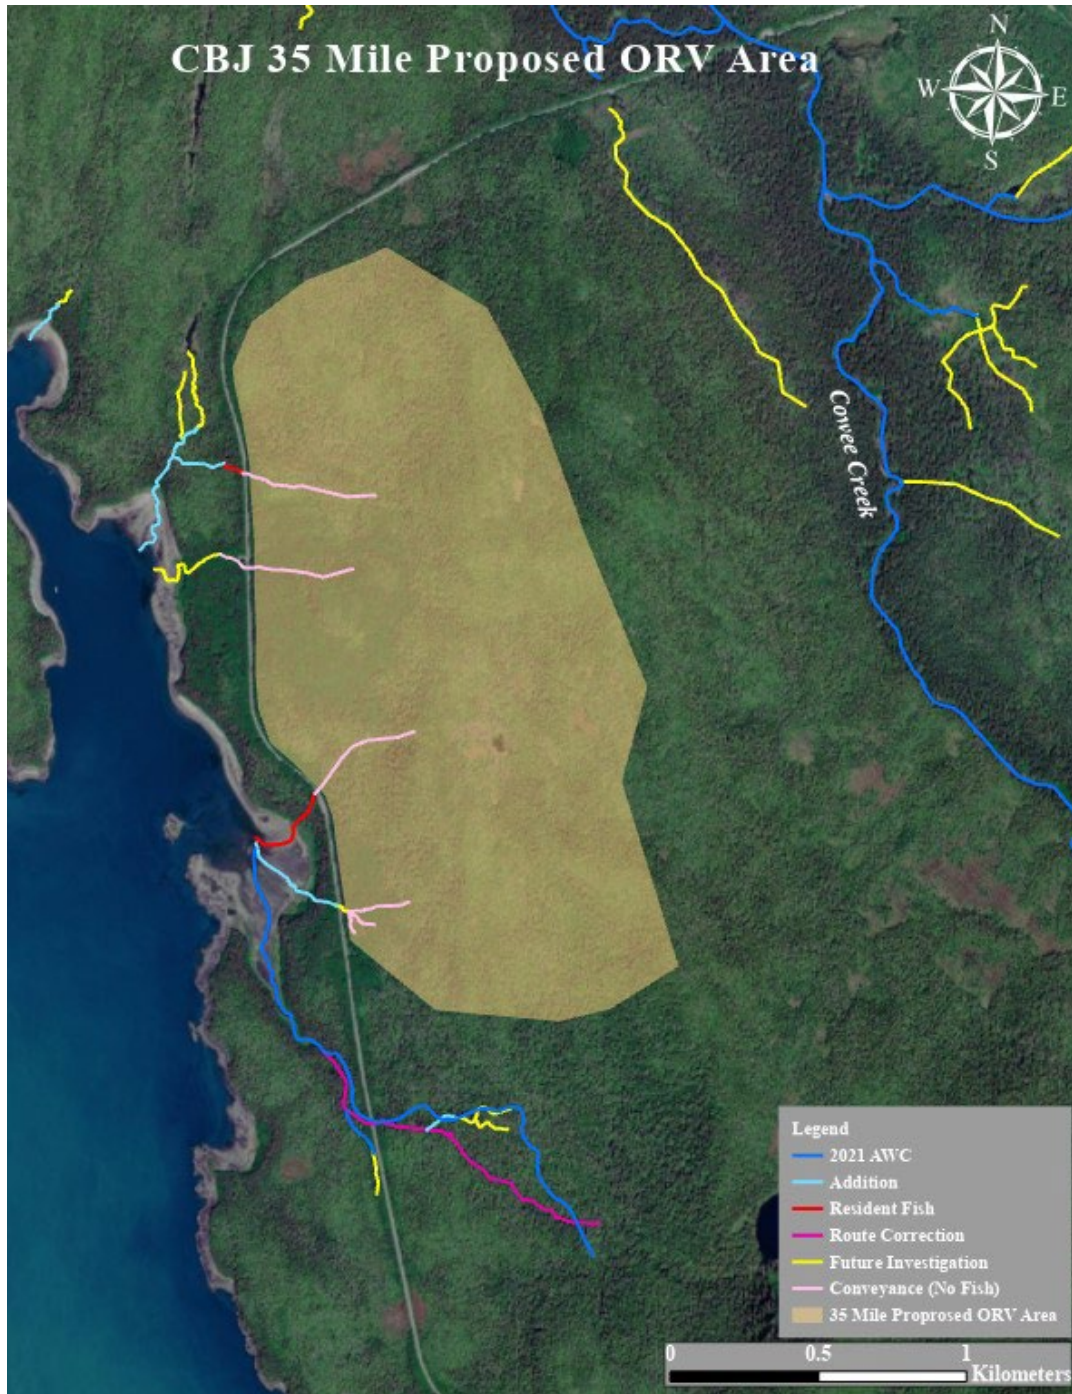 CBJ 35 Mile Proposed ORV Area
N
W E
S
Cowee Creek
Legend
2021 AWC
Addition
Resident Fish
Route Correction
Future Investigation
Conveyance (No Fish)
35 Mile Proprosed ORV Area
0 0.5 1
Kilometers